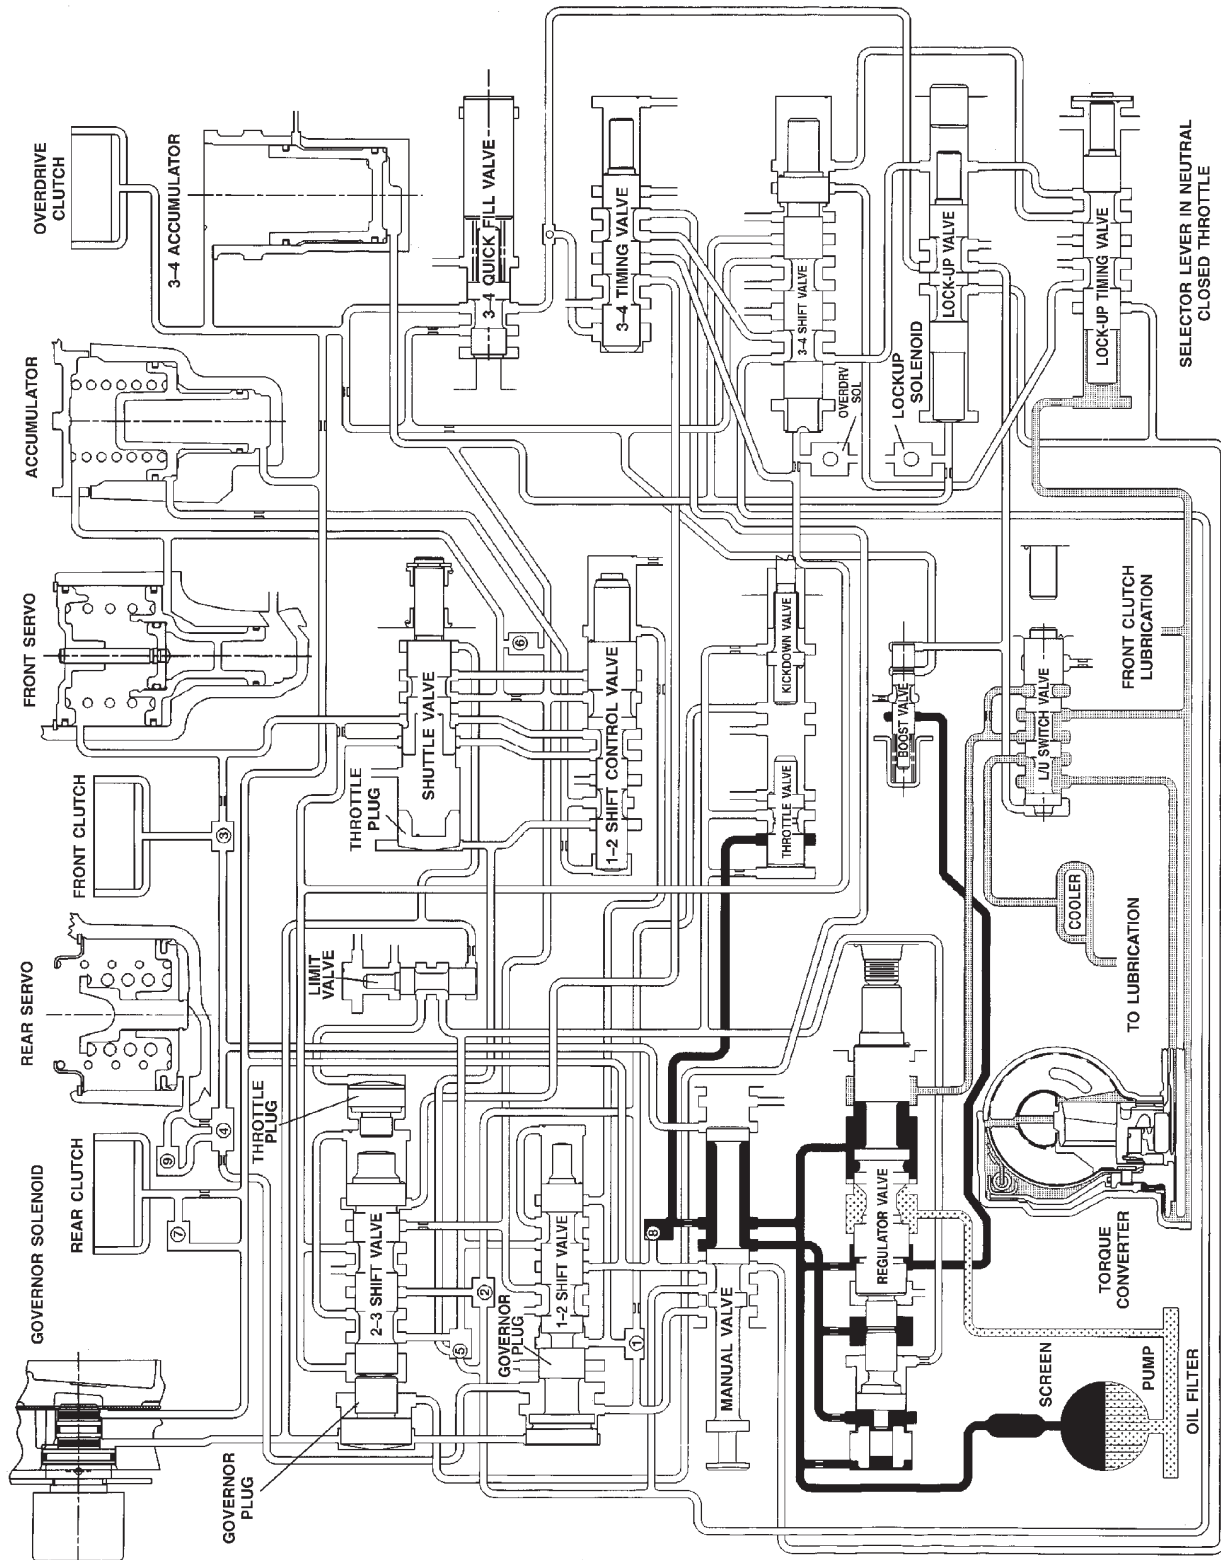 GOVERNOR SOLENOID
REAR CLUTCH
REAR SERVO
FRONT CLUTCH
FRONT SERVO
ACCUMULATOR
OVERDRIVE
CLUTCH
3–4 ACCUMULATOR
⑨
⑦
④
③
GOVERNOR
PLUG
THROTTLE
PLUG
LIMIT
VALVE
THROTTLE
PLUG
2–3 SHIFT VALVE
SHUTTLE VALVE
3–4 QUICK FILL VALVE
⑤
②
⑥
GOVERNOR
PLUG
1–2 SHIFT VALVE
1–2 SHIFT CONTROL VALVE
3–4 TIMING VALVE
①
⑧
MANUAL VALVE
THROTTLE VALVE
KICKDOWN VALVE
3–4 SHIFT VALVE
OVERDRV
SOL
REGULATOR VALVE
BOOST VALVE
LOCKUP
SOLENOID
LOCK-UP VALVE
SCREEN
L/U SWITCH VALVE
COOLER
LOCK-UP TIMING VALVE
PUMP
TORQUE
CONVERTER
TO LUBRICATION
FRONT CLUTCH
LUBRICATION
OIL FILTER
SELECTOR LEVER IN NEUTRAL
CLOSED THROTTLE